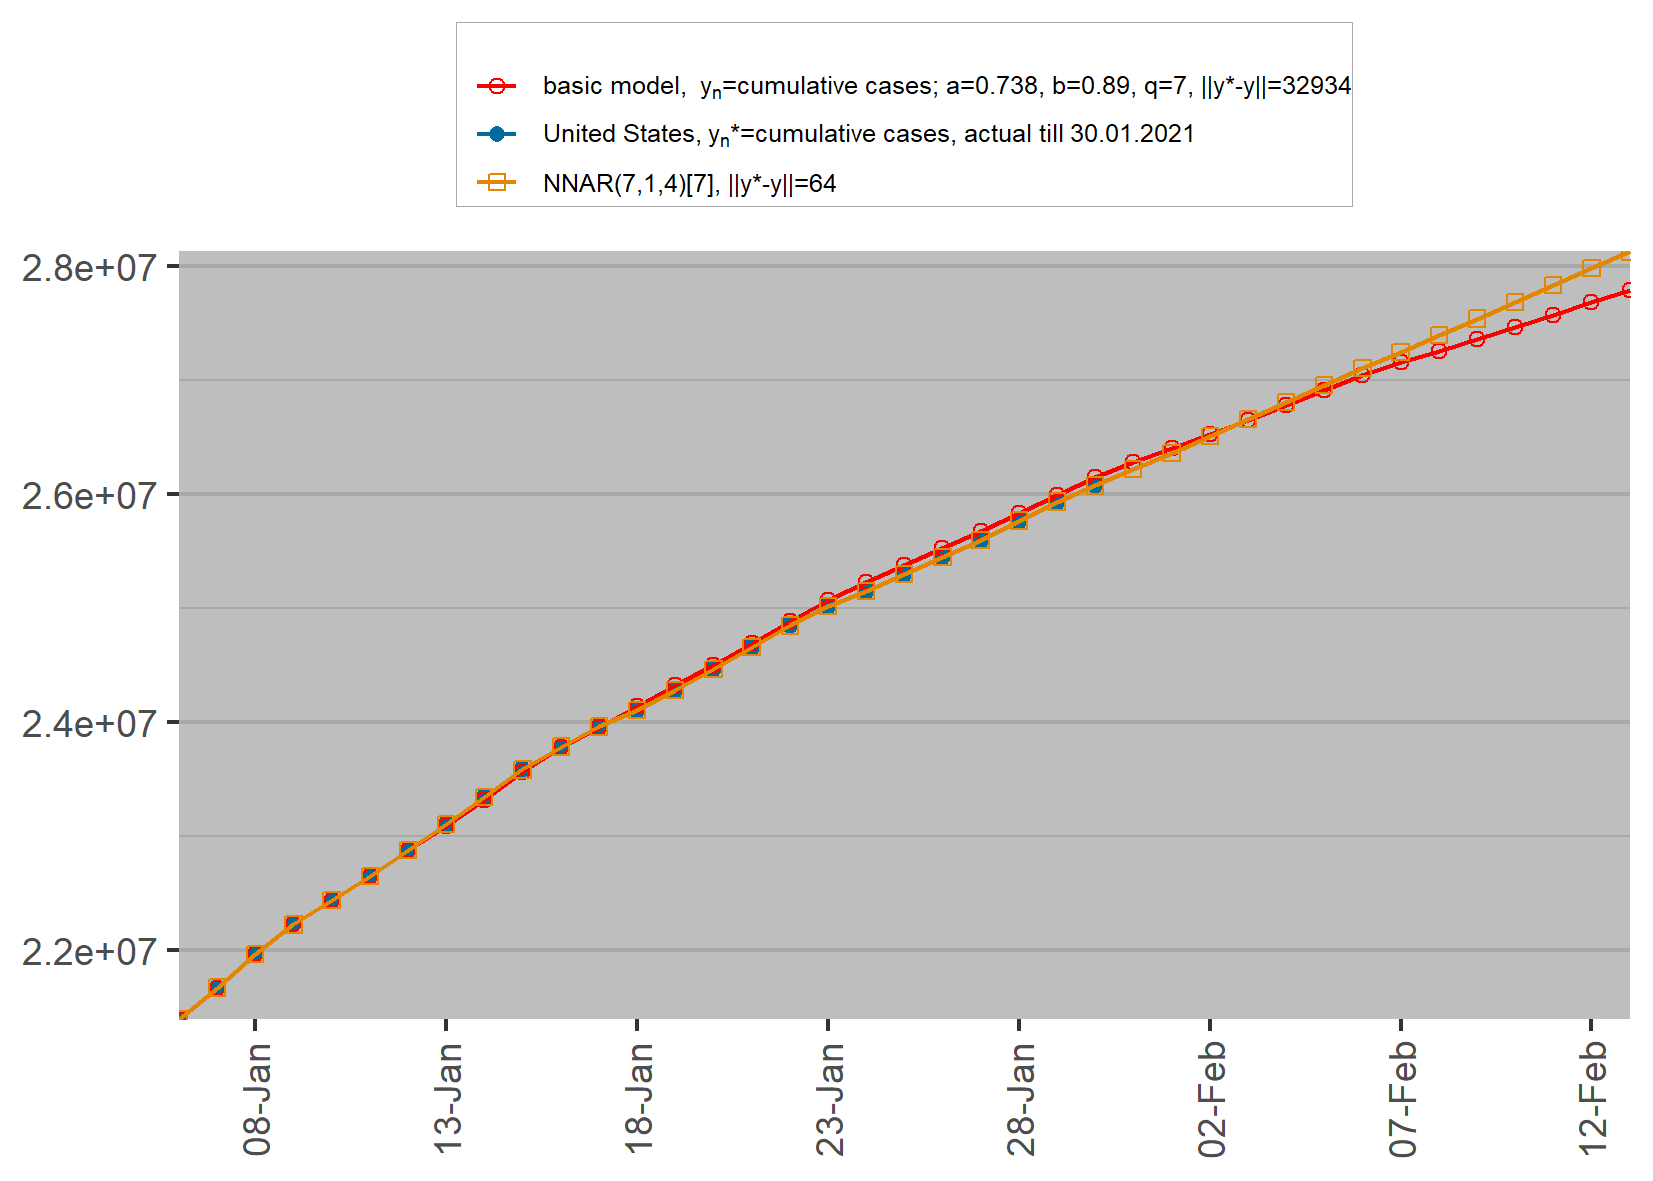 basic model, yn=cumulative cases; a=0.738, b=0.89, q=7, ||y*-y||=32934
United States, yn*=cumulative cases, actual till 30.01.2021
NNAR(7,1,4)[7], ||y*-y||=64
2.8e+07
2.6e+07
2.4e+07
2.2e+07
08-Jan
13-Jan
18-Jan
23-Jan
28-Jan
02-Feb
07-Feb
12-Feb